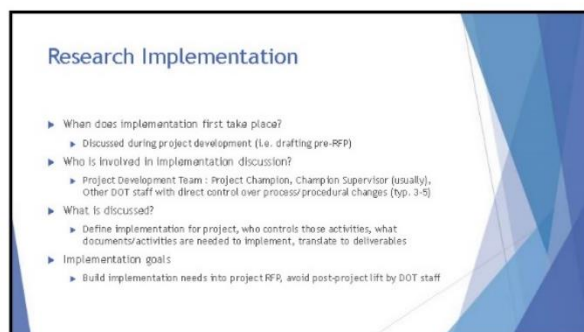 Research Implementation
When does implementation first take place?
Discussed during project development (i.e. drafting pre-RFP)
Who is involved in implementation discussion?
Project Development Team : Project Champion, Champion Supervisor (usually),
Other DOT staff with direct control over process/procedural changes (typ. 3-5)
What is discussed?
Define implementation for project, who controls those activities, what
documents/activities are needed to implement, translate to deliverables
Implementation goals
Build implementation needs into project RFP, avoid post-project lift by DOT staff